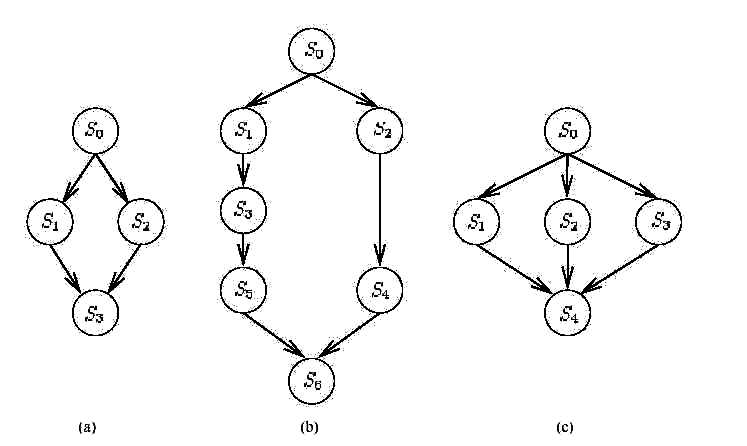 S₀
S₁ S₂
S₃
(a)
S₀
S₁ S₂
S₃
S₅ S₄
S₆
(b)
S₀
S₁ S₂ S₃
S₄
(c)